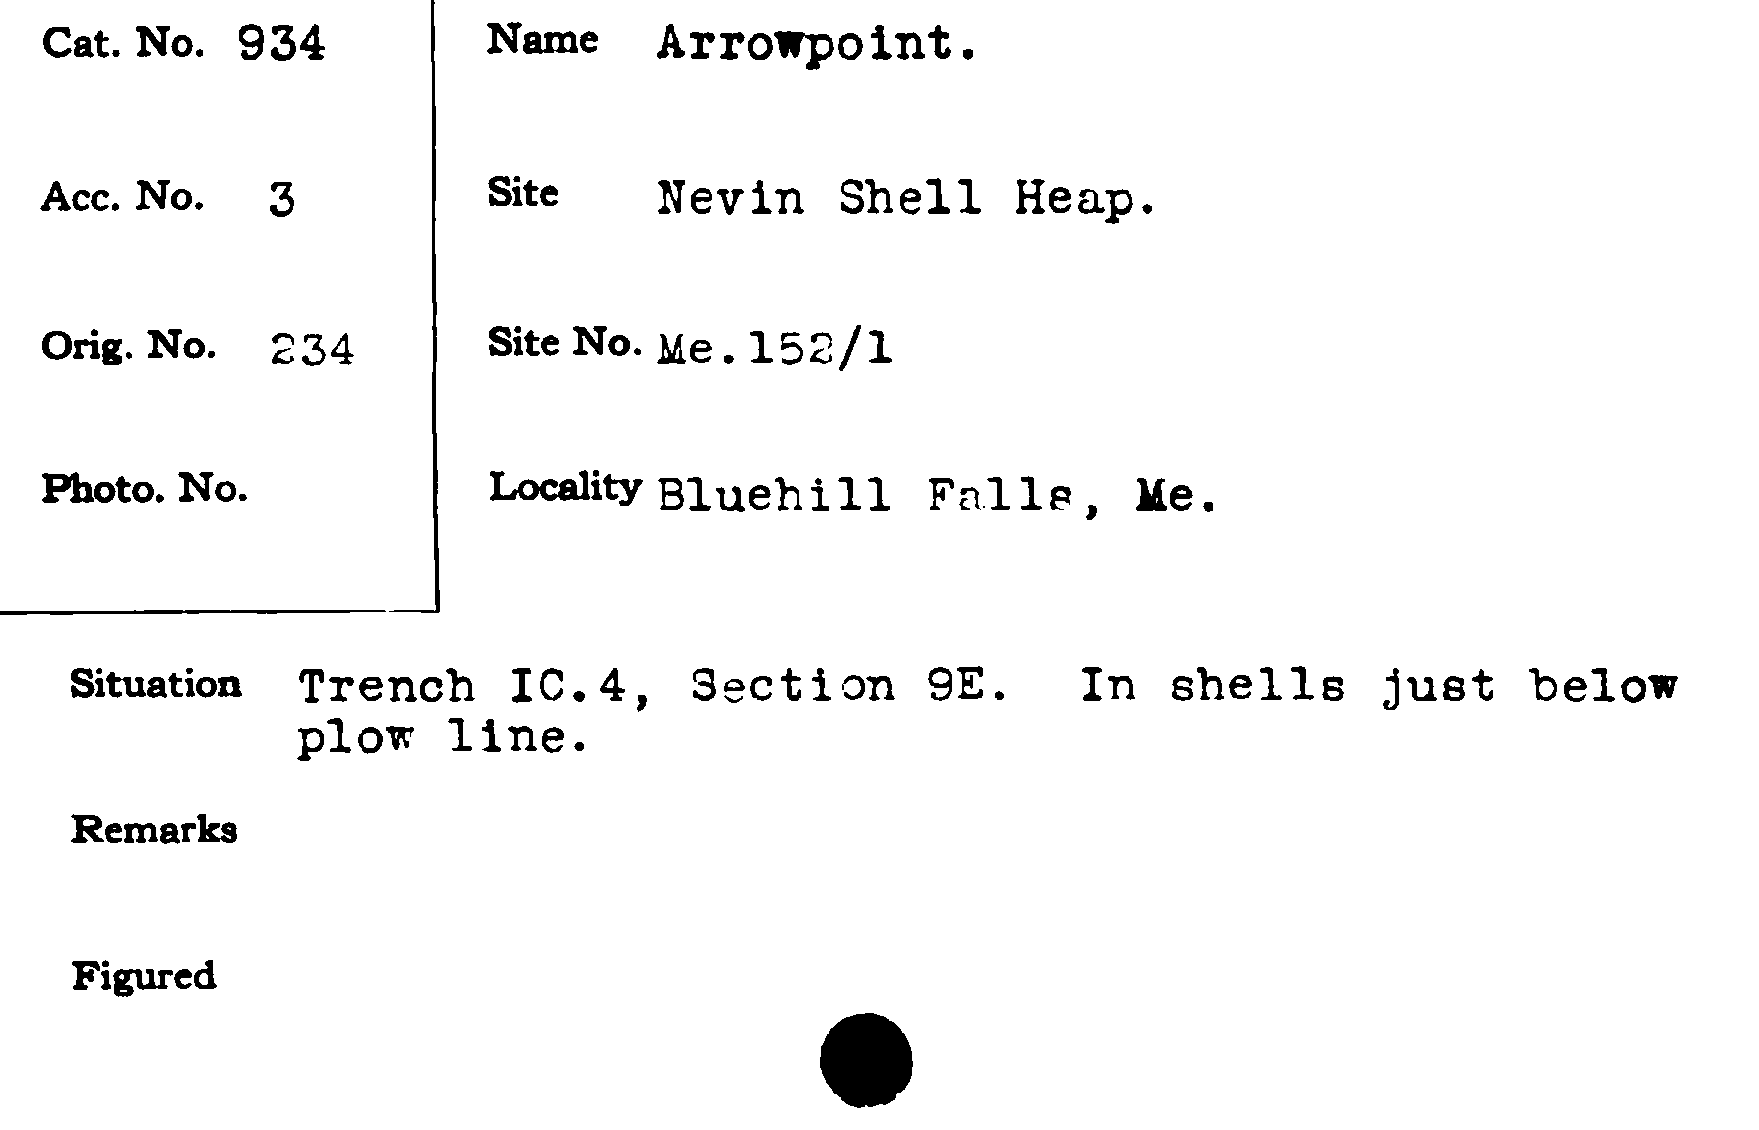 Cat. No. 934
Name Arrowpoint.
Acc. No. 3
Site Nevin Shell Heap.
Orig. No. 234
Site No. Me.152/1
Photo. No.
Locality Bluehill Falls, Me.
Situation Trench IC.4, Section 9E. In shells just below
plow line.
Remarks
Figured